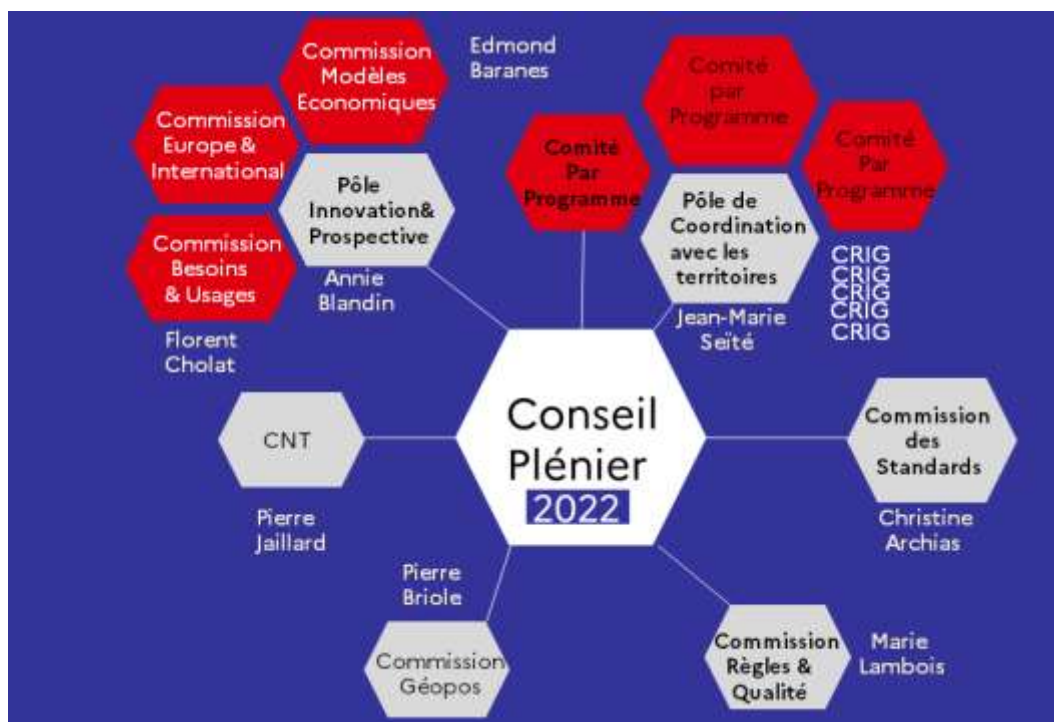 Commission
Modèles
Economiques
Edmond
Baranes
Commission
Europe &
International
Pôle
Innovation&
Prospective
Annie
Blandin
Commission
Besoins
& Usages
Florent
Cholat
Comité
Par
Programme
Comité
par
Programme
Comité
Par
Programme
Pôle de
Coordination
avec les
territoires
Jean-Marie
Seïté
CRIG
CRIG
CRIG
CRIG
CRIG
CNT
Pierre
Jaillard
Conseil
Plénier
2022
Commission
des
Standards
Christine
Archias
Pierre
Briole
Commission
Géopos
Commission
Règles &
Qualité
Marie
Lambois